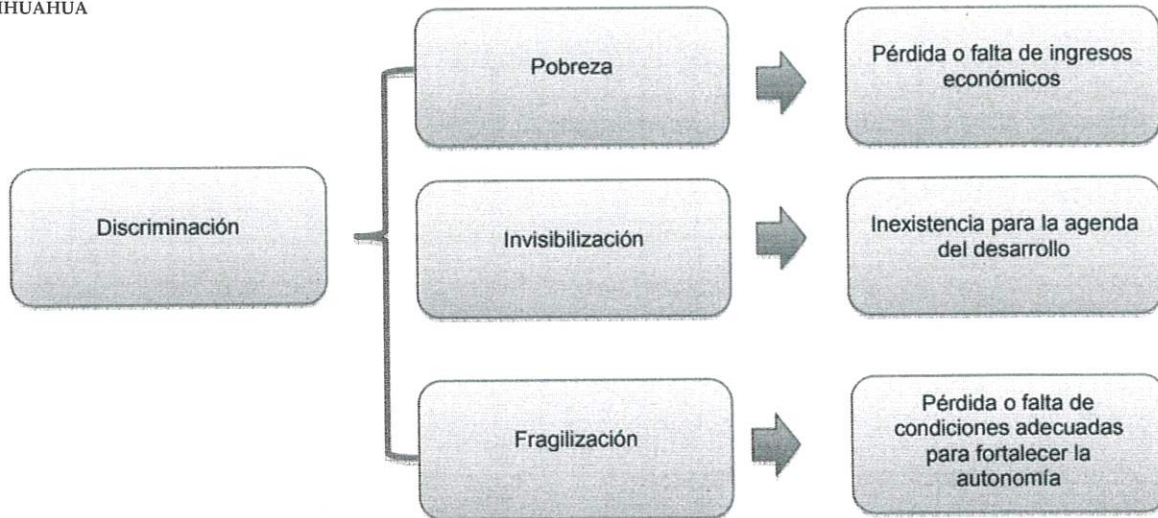 IHUAHUA
Pobreza
Pérdida o falta de ingresos
económicos
Discriminación
Invisibilización
Inexistencia para la agenda
del desarrollo
Fragilización
Pérdida o falta de
condiciones adecuadas
para fortalecer la
autonomía